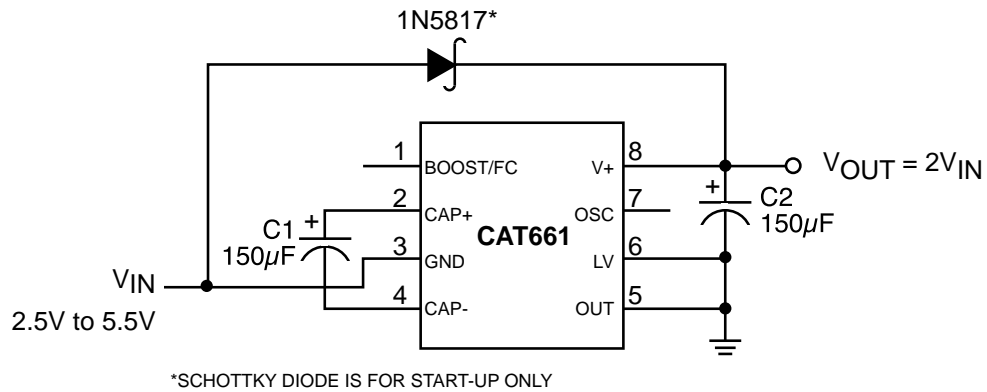 1N5817*
1 BOOST/FC V+ 8
VOUT = 2VIN
2 CAP+ OSC 7
+ C1 150µF
+ C2 150µF
CAT661
3 GND LV 6
4 CAP- OUT 5
VIN
2.5V to 5.5V
*SCHOTTKY DIODE IS FOR START-UP ONLY